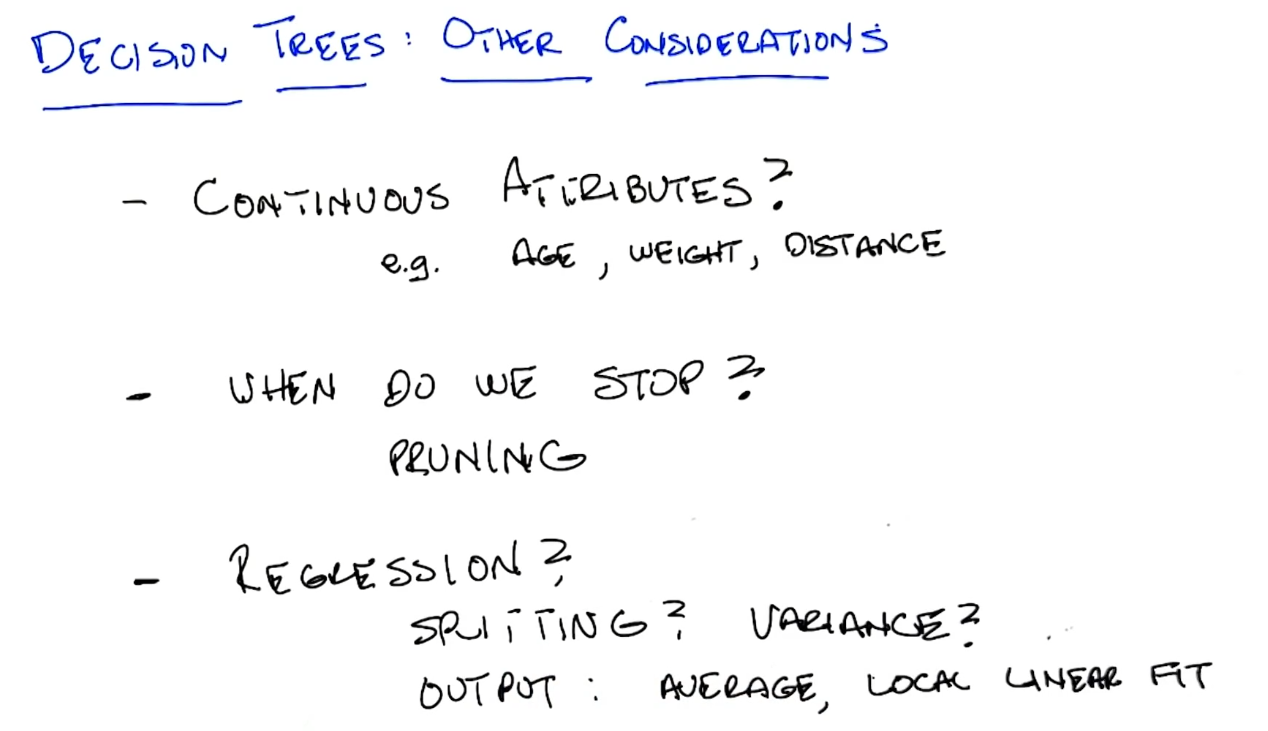 DECISION TREES: OTHER CONSIDERATIONS
- CONTINUOUS ATTRIBUTES?
e.g. AGE, WEIGHT, DISTANCE
- WHEN DO WE STOP?
PRUNING
- REGRESSION?
SPLITTING? VARIANCE?
OUTPUT: AVERAGE, LOCAL LINEAR FIT